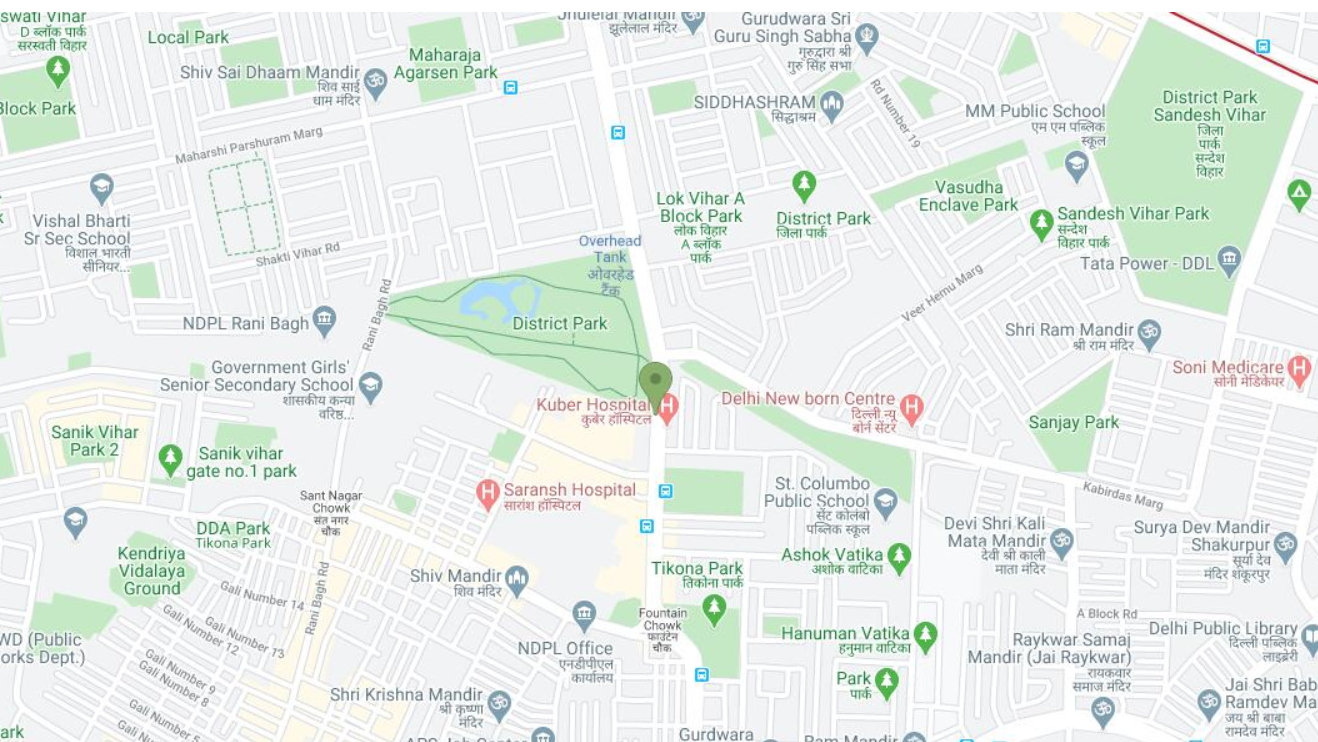 D ब्लॉक पार्क
सरस्वती विहार
Local Park
Maharaja
Agarsen Park
Shiv Sai Dhaam Mandir
शिव साई
धाम मंदिर
Block Park
झूलेलाल मंदिर
Gurudwara Sri
Guru Singh Sabha
गुरुद्वारा श्री
गुरु सिंह सभा
SIDDHASHRAM
सिद्धाश्रम
Rd Number 19
MM Public School
एम एम पब्लिक
स्कूल
District Park
Sandesh Vihar
जिला
पार्क
सन्देश
विहार
Maharshi Parshuram Marg
Vishal Bharti
Sr Sec School
विशाल भारती
सीनियर...
Shakti Vihar Rd
Lok Vihar A
Block Park
लोक विहार
A ब्लॉक
पार्क
District Park
जिला पार्क
Vasudha
Enclave Park
Sandesh Vihar Park
सन्देश
विहार पार्क
Tata Power - DDL
Overhead
Tank
ओवरहेड
टैंक
Veer Hemu Marg
NDPL Rani Bagh
Rani Bagh Rd
District Park
Shri Ram Mandir
श्री राम मंदिर
Government Girls'
Senior Secondary School
शासकीय कन्या
वरिष्ठ...
Soni Medicare
सोनी मेडिकेयर
Kuber Hospital
कुबेर हॉस्पिटल
Delhi New born Centre
दिल्ली न्यू
बोर्न सेंटर
Sanjay Park
Sanik Vihar
Park 2
Sanik vihar
gate no.1 park
Saransh Hospital
सारांश हॉस्पिटल
St. Columbo
Public School
सेंट कोलंबो
पब्लिक स्कूल
Kabirdas Marg
Sant Nagar
Chowk
संत नगर
चौक
DDA Park
Tikona Park
Devi Shri Kali
Mata Mandir
देवी श्री काली
माता मंदिर
Surya Dev Mandir
Shakurpur
सूर्या देव
मंदिर शकूरपुर
Kendriya
Vidalaya
Ground
Ashok Vatika
अशोक वाटिका
Tikona Park
तिकोना पार्क
Shiv Mandir
शिव मंदिर
Gali Number 14
Gali Number 13
Gali Number 12
Rani Bagh Rd
Fountain
Chowk
फाउंटेन
चौक
A Block Rd
Hanuman Vatika
हनुमान वाटिका
Delhi Public Library
दिल्ली पब्लिक
लाइब्रेरी
WD (Public
orks Dept.)
NDPL Office
एनडीपीएल
कार्यालय
Raykwar Samaj
Mandir (Jai Raykwar)
रायकवार
समाज मंदिर
Gali Number 9
Gali Number 8
Gali Number 5
Park
पार्क
Shri Krishna Mandir
श्री कृष्णा
मंदिर
Jai Shri Bab
Ramdev Ma
जय श्री बाबा
रामदेव मंदिर
Gurdwara
Ram Mandir